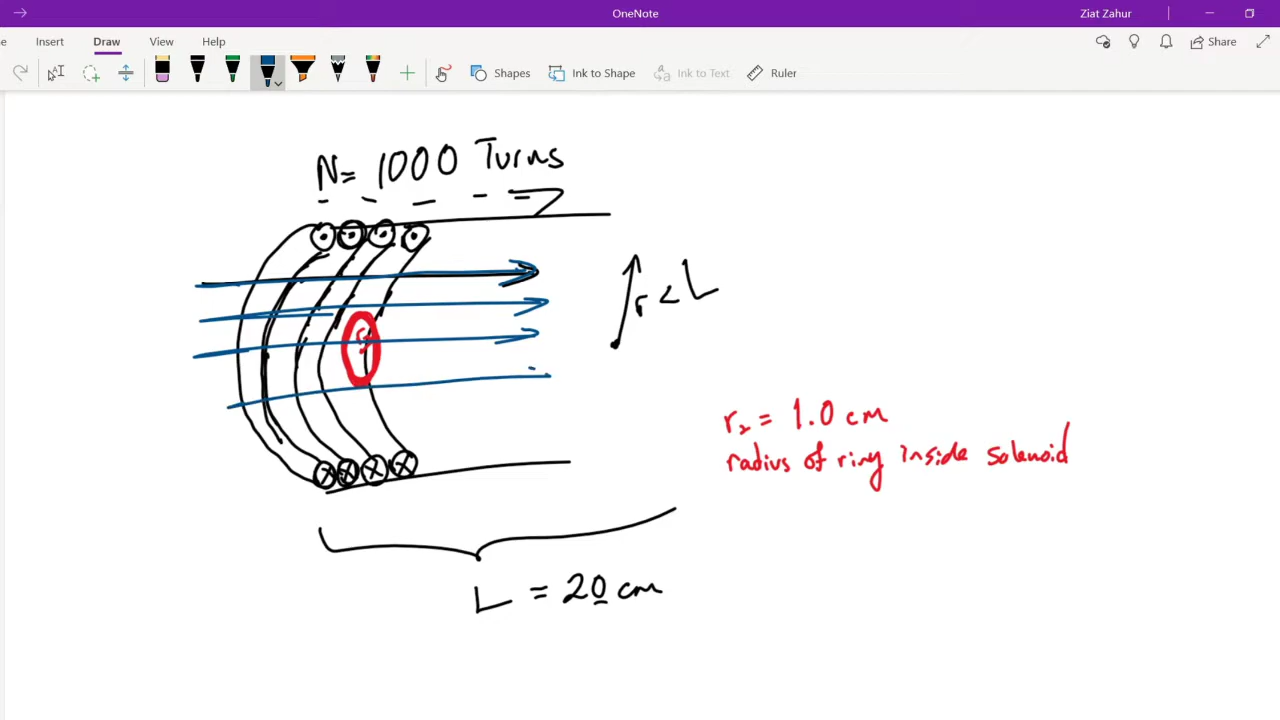 OneNote
Ziat Zahur
Insert Draw View Help
Share
Shapes Ink to Shape Ink to Text Ruler
N= 1000 Turns
r < L
r₂ = 1.0 cm
radius of ring inside solenoid
L = 20 cm